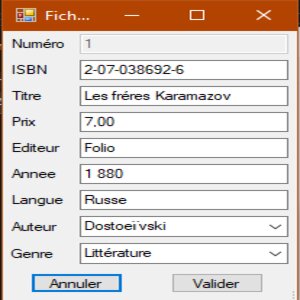 Fich...
Numéro 1
ISBN 2-07-038692-6
Titre Les fréres Karamazov
Prix 7,00
Editeur Folio
Annee 1 880
Langue Russe
Auteur Dostoeïvski
Genre Littérature
Annuler Valider